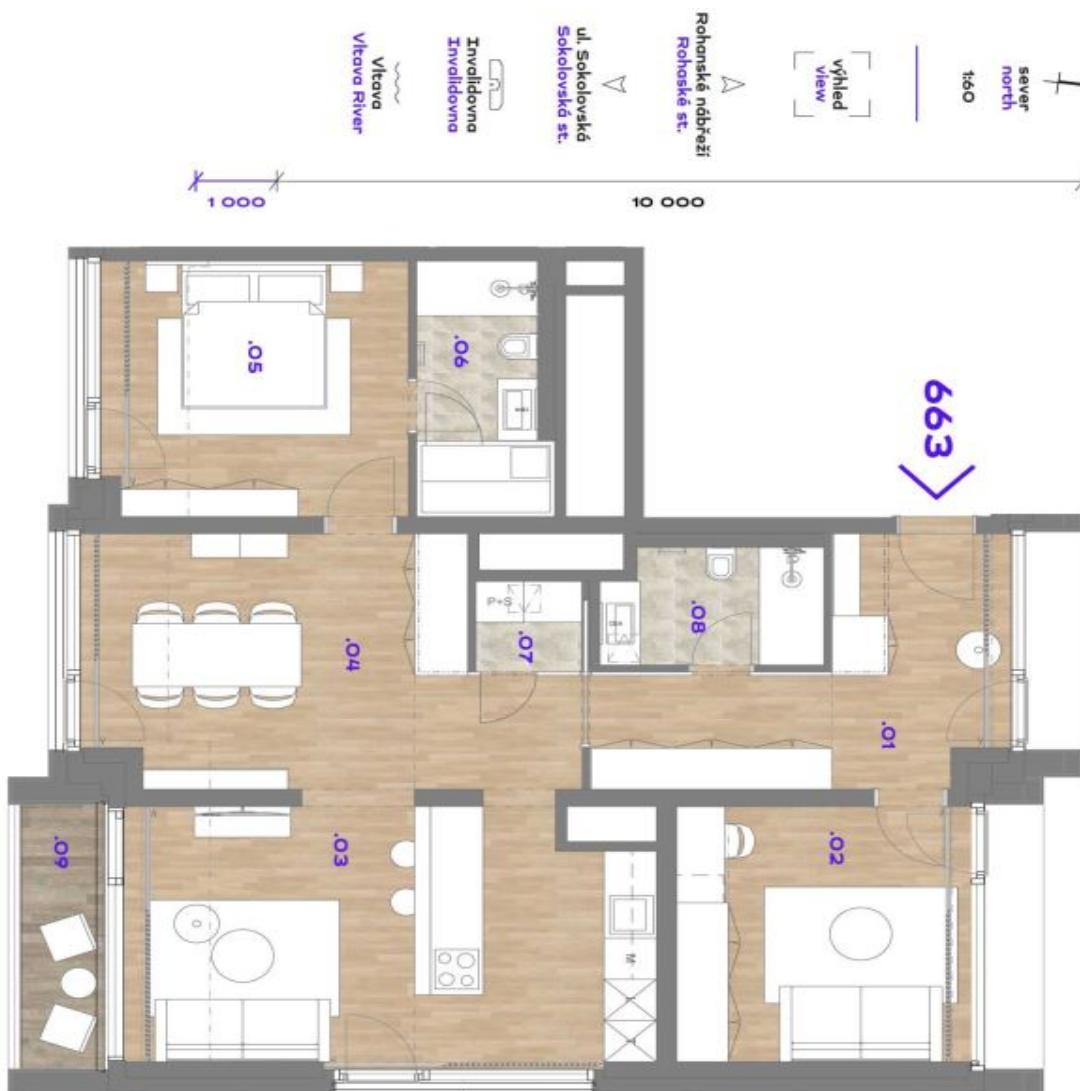 sever
north
1:60
výhled
view
Rohanské nábřeží
Rohaské st.
ul. Sokolovská
Sokolovská st.
Invalidovna
Invalidovna
Vltava
Vltava River
1 000
10 000
663
.05
.06
.04
P+S
.07
.08
.01
.09
.03
M
.02